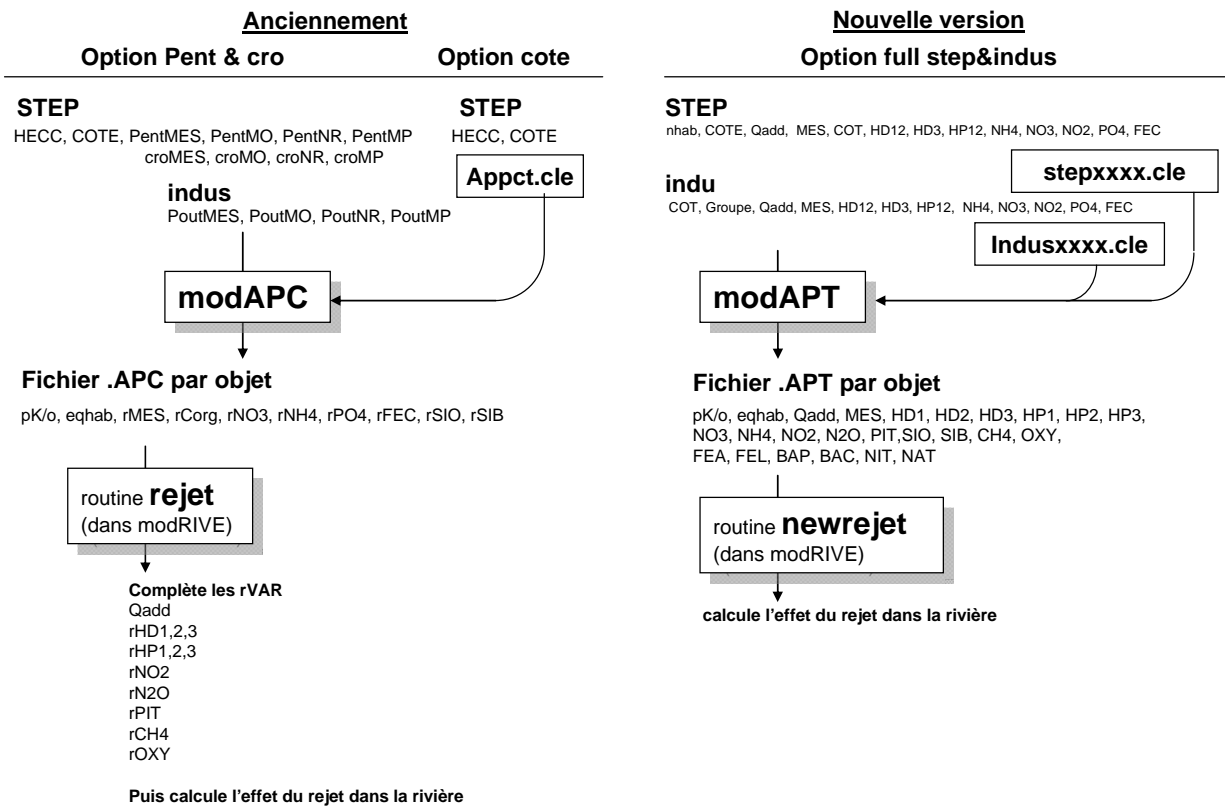 Anciennement
Option Pent & cro
Option cote
STEP
HECC, COTE, PentMES, PentMO, PentNR, PentMP
croMES, croMO, croNR, croMP
STEP
HECC, COTE
Appct.cle
indus
PoutMES, PoutMO, PoutNR, PoutMP
modAPC
Fichier .APC par objet
pK/o, eqhab, rMES, rCorg, rNO3, rNH4, rPO4, rFEC, rSIO, rSIB
routine rejet
(dans modRIVE)
Complète les rVAR
Qadd
rHD1,2,3
rHP1,2,3
rNO2
rN2O
rPIT
rCH4
rOXY
Puis calcule l'effet du rejet dans la rivière
Nouvelle version
Option full step&indus
STEP
nhab, COTE, Qadd, MES, COT, HD12, HD3, HP12, NH4, NO3, NO2, PO4, FEC
stepxxxx.cle
indu
COT, Groupe, Qadd, MES, HD12, HD3, HP12, NH4, NO3, NO2, PO4, FEC
Indusxxxx.cle
modAPT
Fichier .APT par objet
pK/o, eqhab, Qadd, MES, HD1, HD2, HD3, HP1, HP2, HP3,
NO3, NH4, NO2, N2O, PIT,SIO, SIB, CH4, OXY,
FEA, FEL, BAP, BAC, NIT, NAT
routine newrejet
(dans modRIVE)
calcule l'effet du rejet dans la rivière